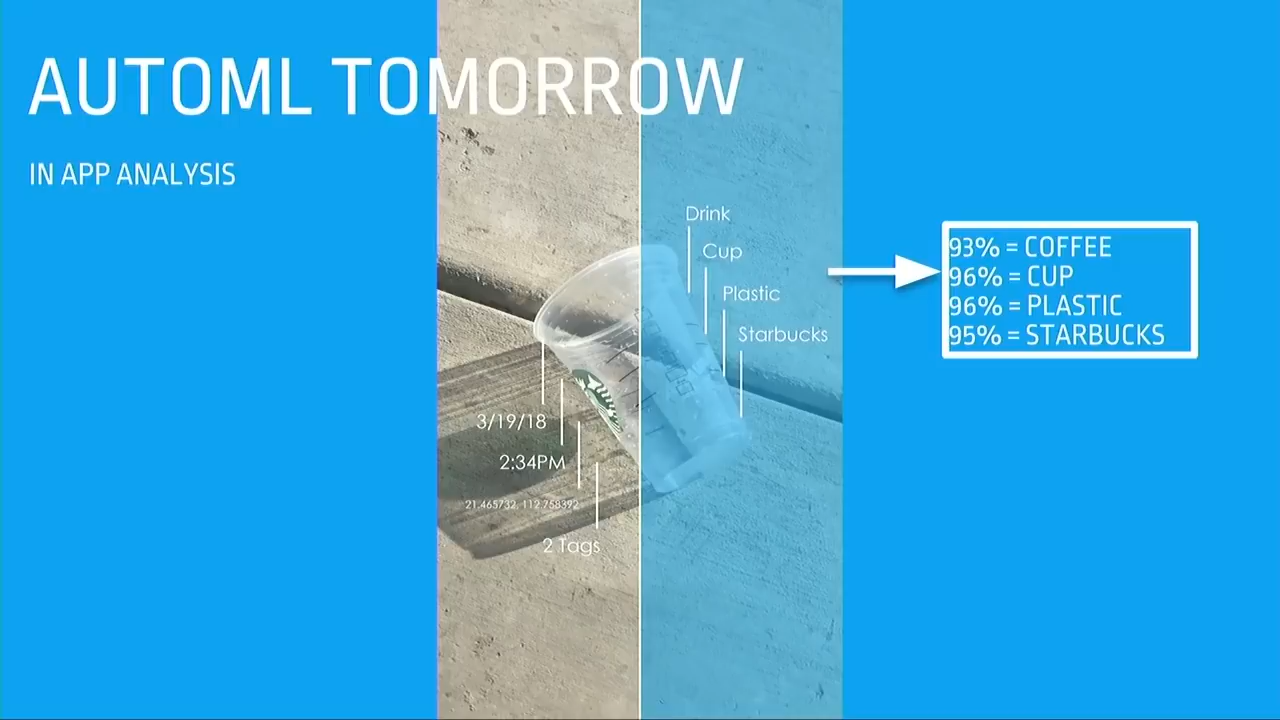 AUTOML TOMORROW
IN APP ANALYSIS
Drink
Cup
Plastic
Starbucks
93% = COFFEE
96% = CUP
96% = PLASTIC
95% = STARBUCKS
3/19/18
2:34PM
21.465732, 112.758392
2 Tags